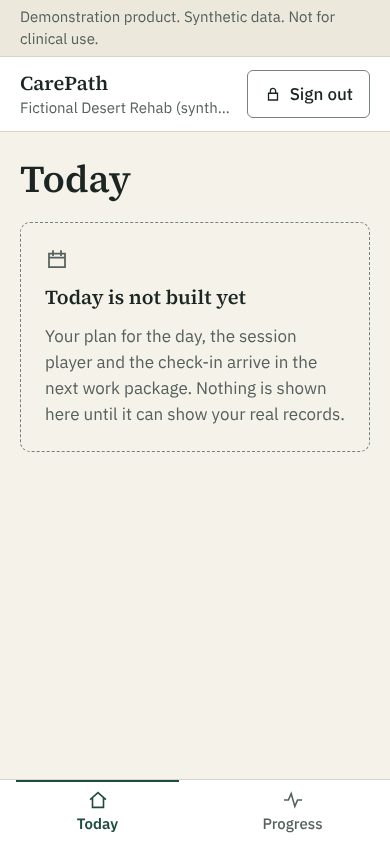 Demonstration product. Synthetic data. Not for
clinical use.
CarePath
Fictional Desert Rehab (synth...
Sign out
Today
Today is not built yet
Your plan for the day, the session
player and the check-in arrive in the
next work package. Nothing is shown
here until it can show your real records.
Today
Progress